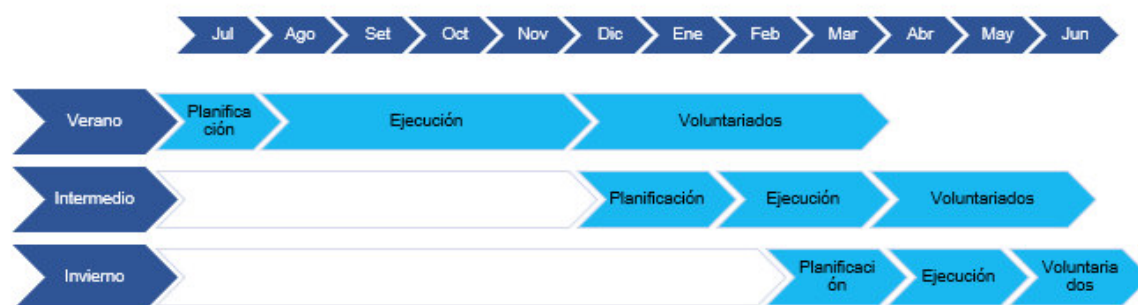 Jul Ago Set Oct Nov Dic Ene Feb Mar Abr May Jun
Verano Planifica
ción Ejecución Voluntariados
Intermedio Planificación Ejecución Voluntariados
Invierno Planificaci
ón Ejecución Voluntaria
dos